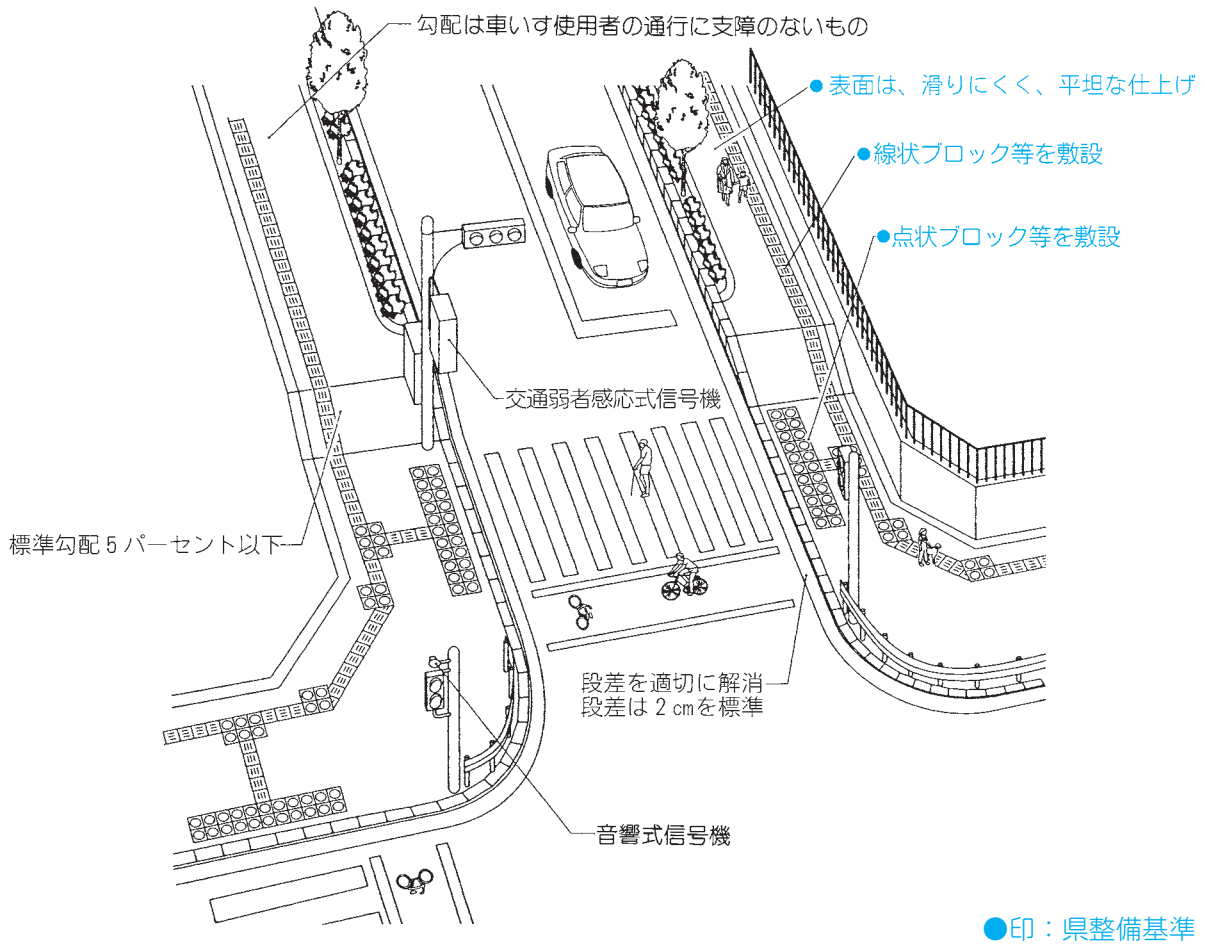 勾配は車いす使用者の通行に支障のないもの
●表面は、滑りにくく、平坦な仕上げ
●線状ブロック等を敷設
●点状ブロック等を敷設
交通弱者感応式信号機
標準勾配5パーセント以下
段差を適切に解消
段差は2cmを標準
音響式信号機
●印：県整備基準